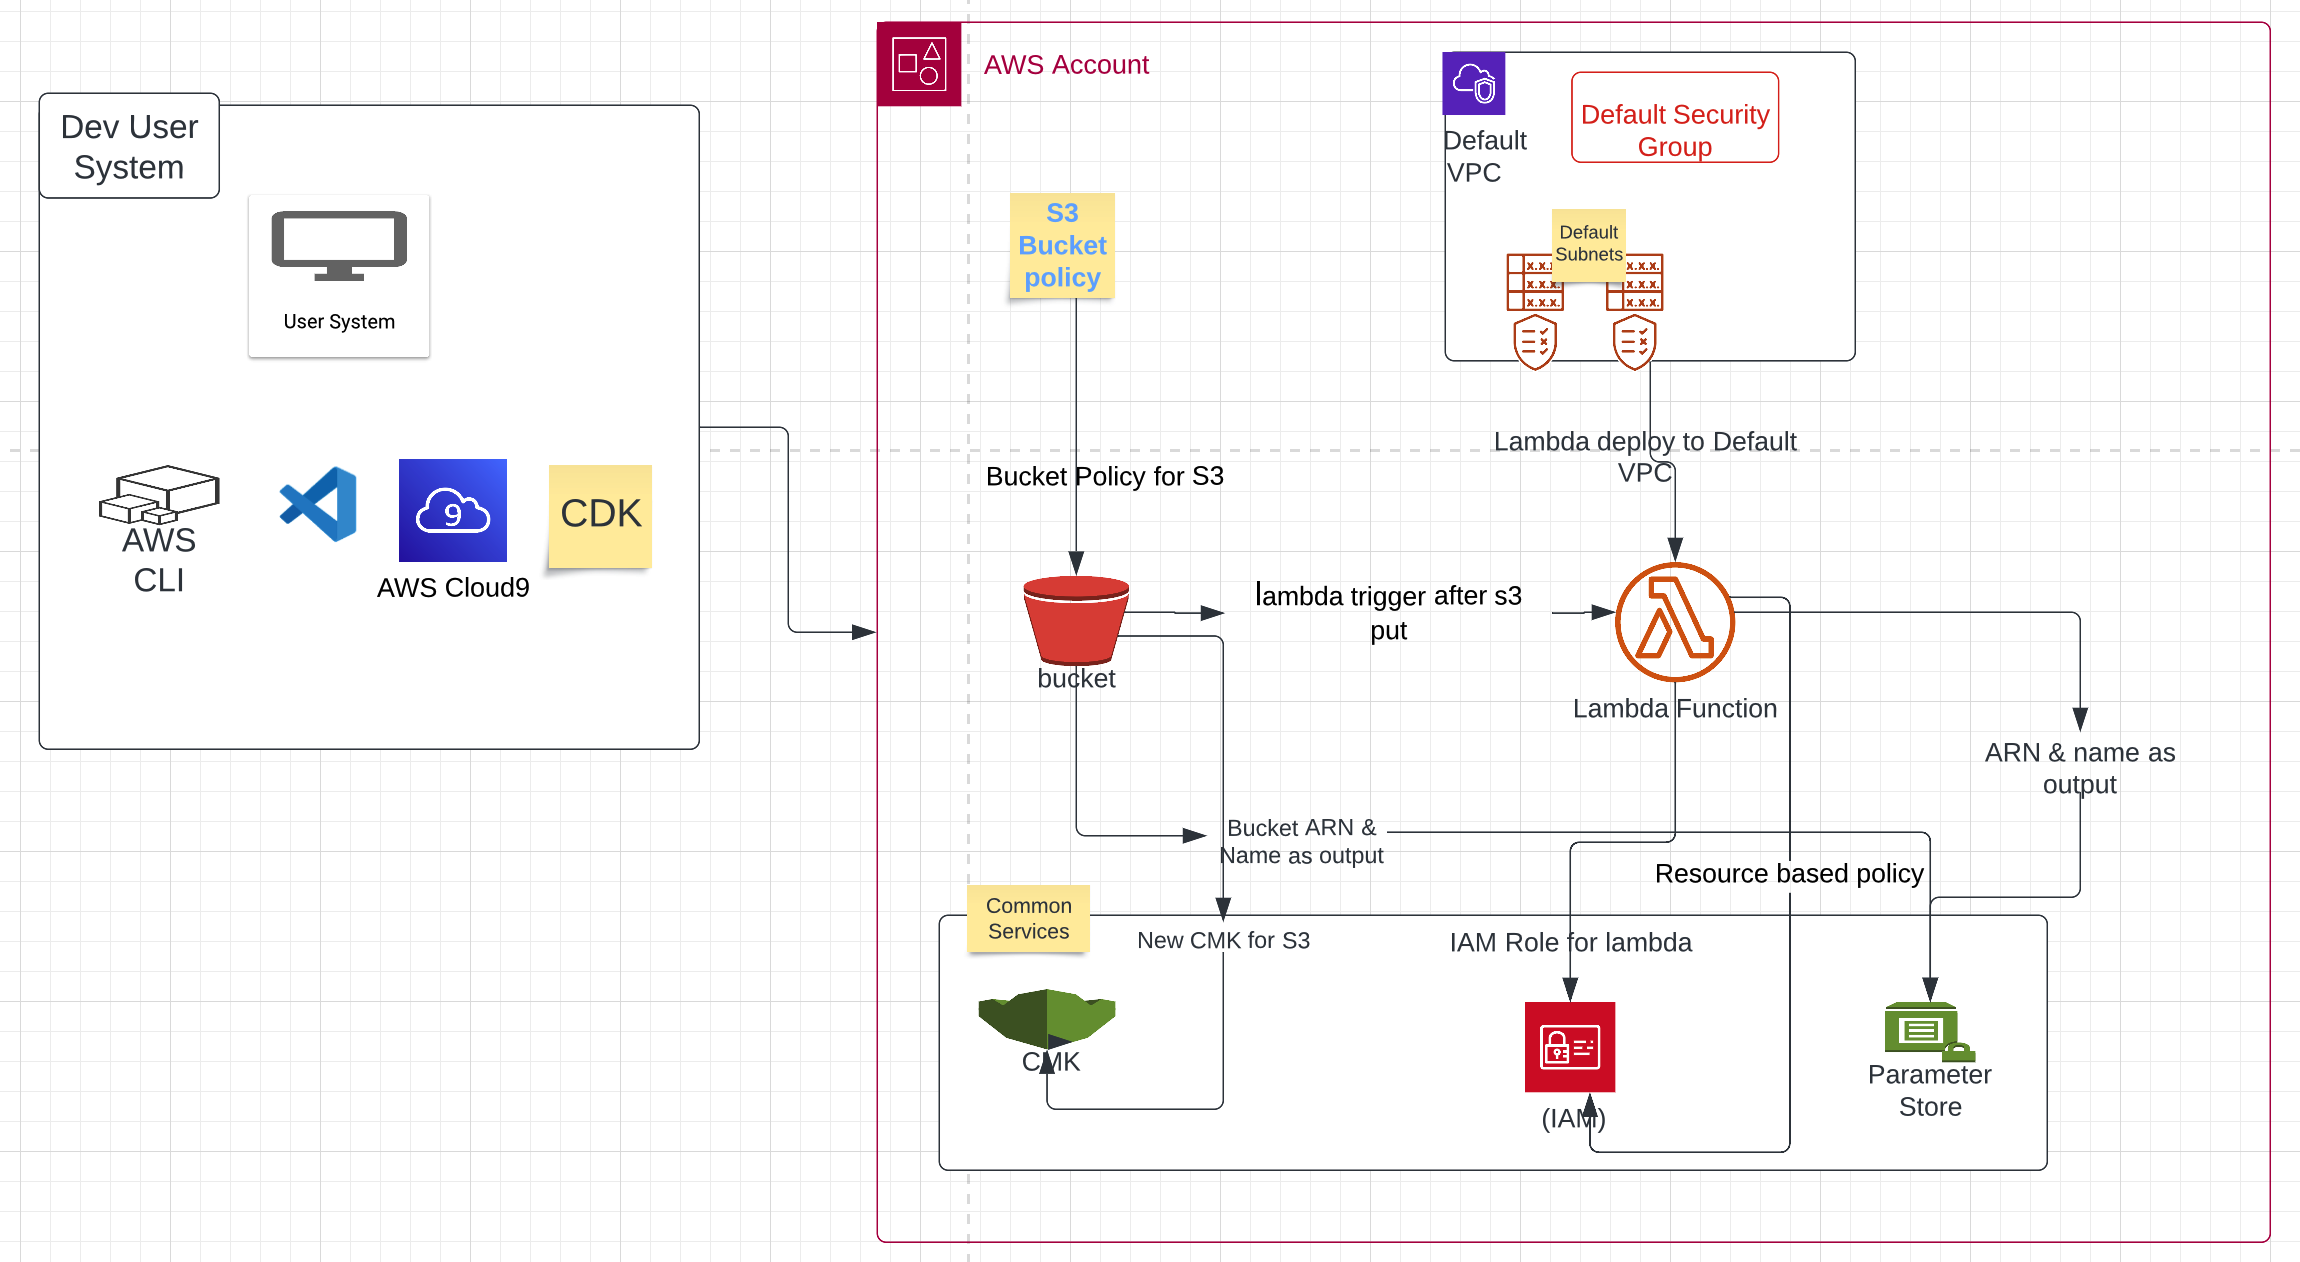 AWS Account
Dev User
System
User System
AWS
CLI
9
AWS Cloud9
CDK
S3
Bucket
policy
Default
VPC
Default Security
Group
Default
Subnets
x.x.
x.x.x.
x.x.x.
x.x.
x.x.x.
x.x.x.
Lambda deploy to Default
VPC
Bucket Policy for S3
bucket
lambda trigger after s3
put
Lambda Function
ARN & name as
output
Bucket ARN &
Name as output
Resource based policy
Common
Services
New CMK for S3
IAM Role for lambda
CMK
(IAM)
Parameter
Store